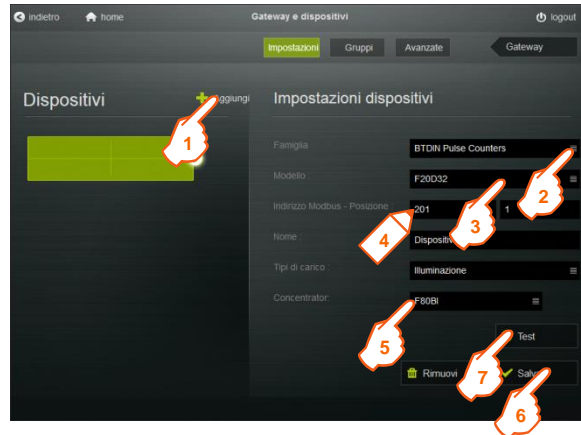 indietro home Gateway e dispositivi logout
Impostazioni Gruppi Avanzate Gateway
Dispositivi Aggiungi Impostazioni dispositivi
1
Famiglia BTDIN Pulse Counters
2
Modello : F20D32
3
Indirizzo Modbus - Posizione : 201 1
4
Nome : Dispositivo
Tipi di carico : Illuminazione
Concentrator: F80BI
5
Test
7
Rimuovi Salva
6